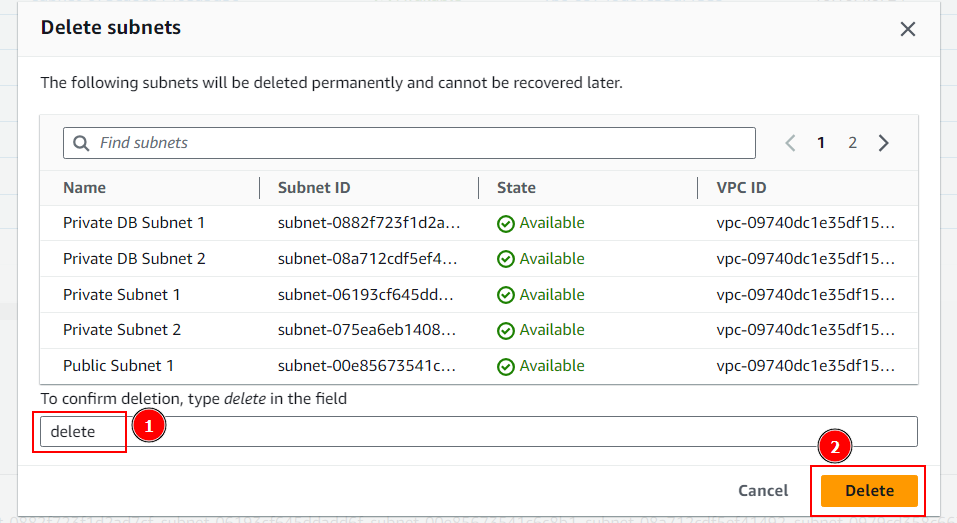 Delete subnets
The following subnets will be deleted permanently and cannot be recovered later.
Find subnets 1 2
Name Subnet ID State VPC ID
Private DB Subnet 1 subnet-0882f723f1d2a... Available vpc-09740dc1e35df15...
Private DB Subnet 2 subnet-08a712cdf5ef4... Available vpc-09740dc1e35df15...
Private Subnet 1 subnet-06193cf645dd... Available vpc-09740dc1e35df15...
Private Subnet 2 subnet-075ea6eb1408... Available vpc-09740dc1e35df15...
Public Subnet 1 subnet-00e85673541c... Available vpc-09740dc1e35df15...
To confirm deletion, type delete in the field
delete 1
2
Cancel Delete